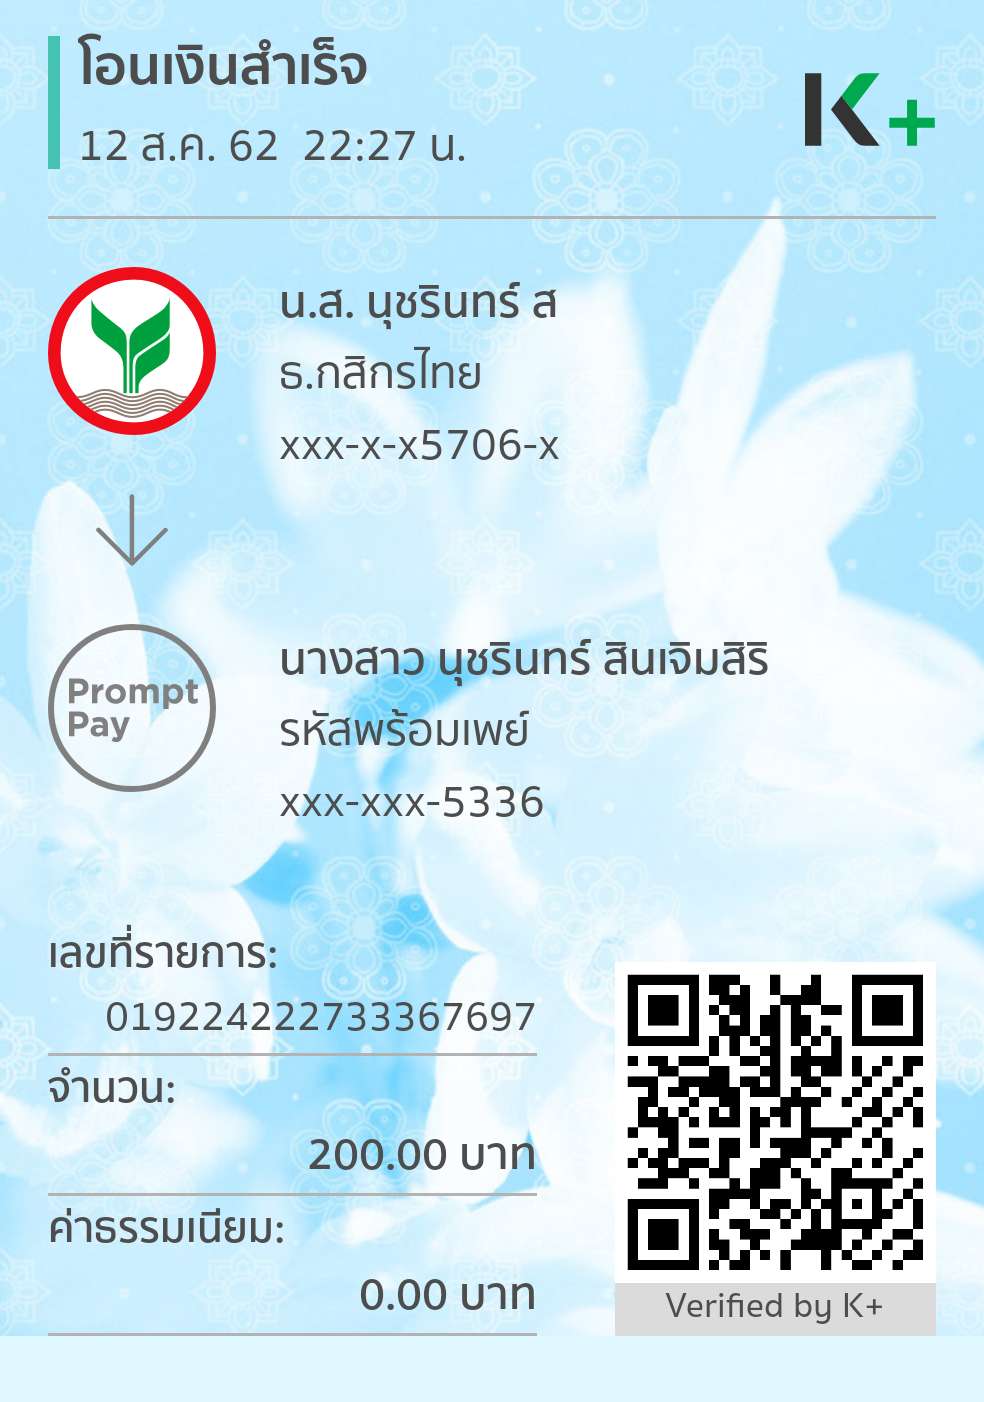 โอนเงินสำเร็จ
12 ส.ค. 62 22:27 น.
K+
น.ส. นุชรินทร์ ส
ธ.กสิกรไทย
xxx-x-x5706-x
Prompt
Pay
นางสาว นุชรินทร์ สินเจิมสิริ
รหัสพร้อมเพย์
xxx-xxx-5336
เลขที่รายการ:
019224222733367697
จำนวน:
200.00 บาท
ค่าธรรมเนียม:
0.00 บาท
Verified by K+